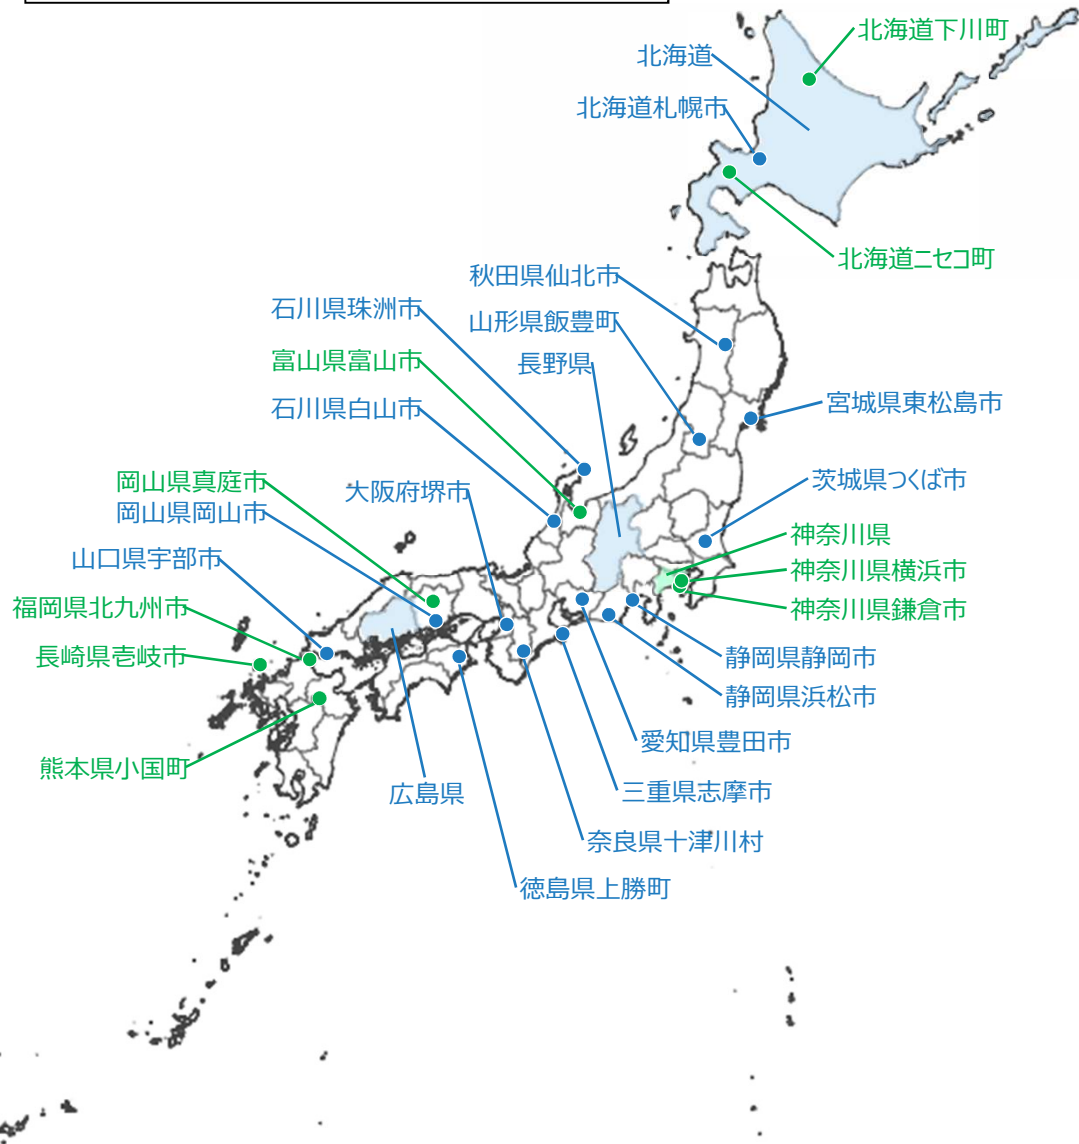 北海道下川町
北海道
北海道札幌市
北海道ニセコ町
秋田県仙北市
石川県珠洲市
山形県飯豊町
富山県富山市
長野県
宮城県東松島市
石川県白山市
岡山県真庭市
大阪府堺市
茨城県つくば市
岡山県岡山市
神奈川県
山口県宇部市
神奈川県横浜市
福岡県北九州市
神奈川県鎌倉市
長崎県壱岐市
静岡県静岡市
静岡県浜松市
愛知県豊田市
熊本県小国町
広島県
三重県志摩市
奈良県十津川村
徳島県上勝町